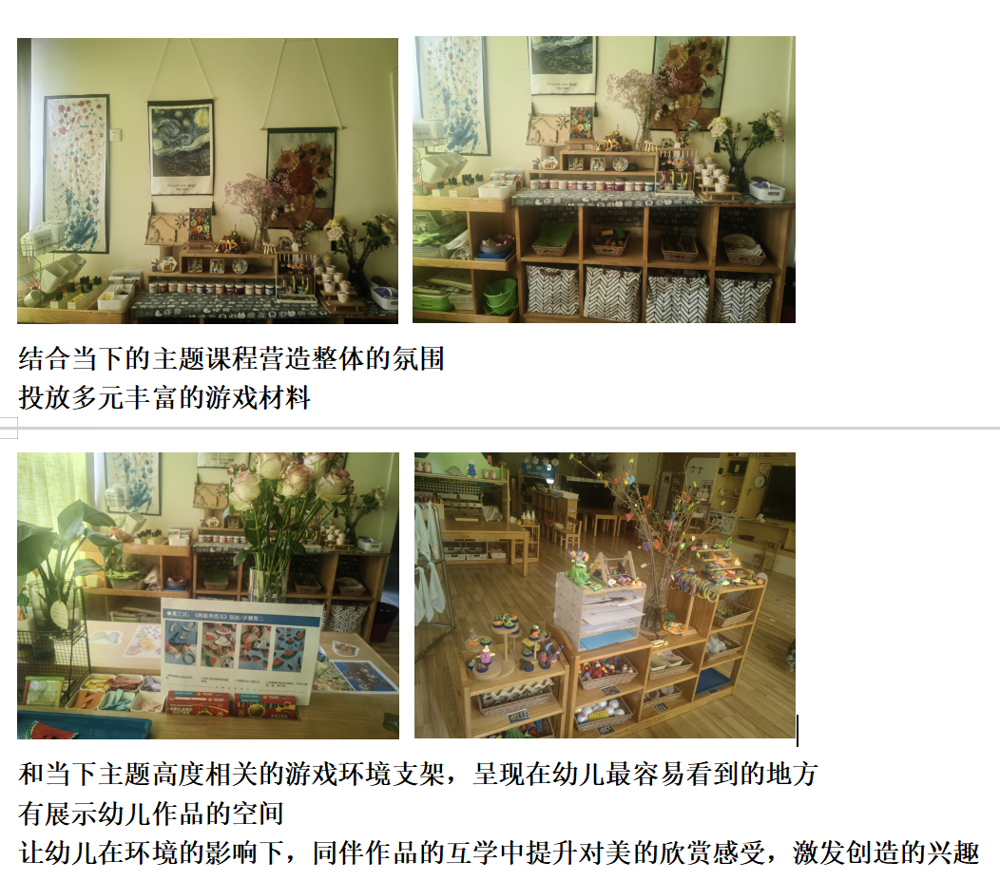 结合当下的主题课程营造整体的氛围
投放多元丰富的游戏材料
和当下主题高度相关的游戏环境支架，呈现在幼儿最容易看到的地方
有展示幼儿作品的空间
让幼儿在环境的影响下，同伴作品的互学中提升对美的欣赏感受，激发创造的兴趣